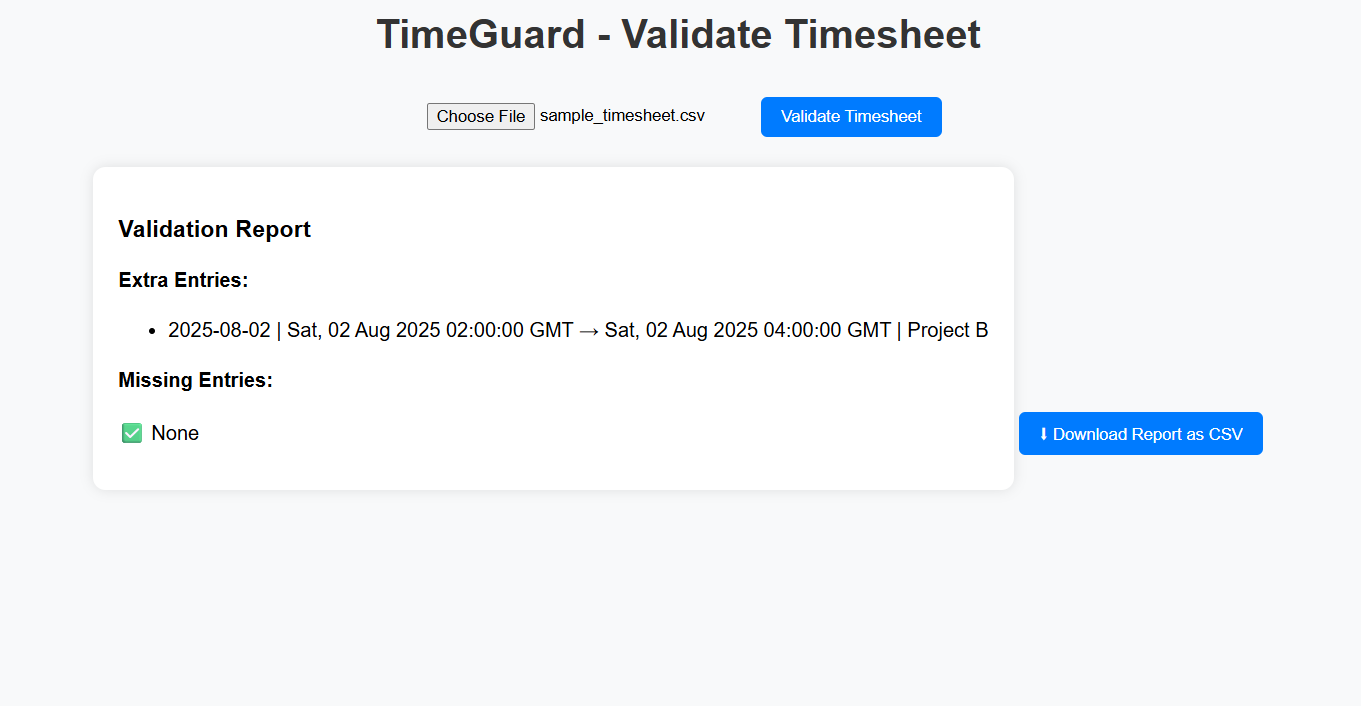 TimeGuard - Validate Timesheet
Choose File sample_timesheet.csv Validate Timesheet
Validation Report
Extra Entries:
• 2025-08-02 | Sat, 02 Aug 2025 02:00:00 GMT → Sat, 02 Aug 2025 04:00:00 GMT | Project B
Missing Entries:
✅ None
⬇ Download Report as CSV